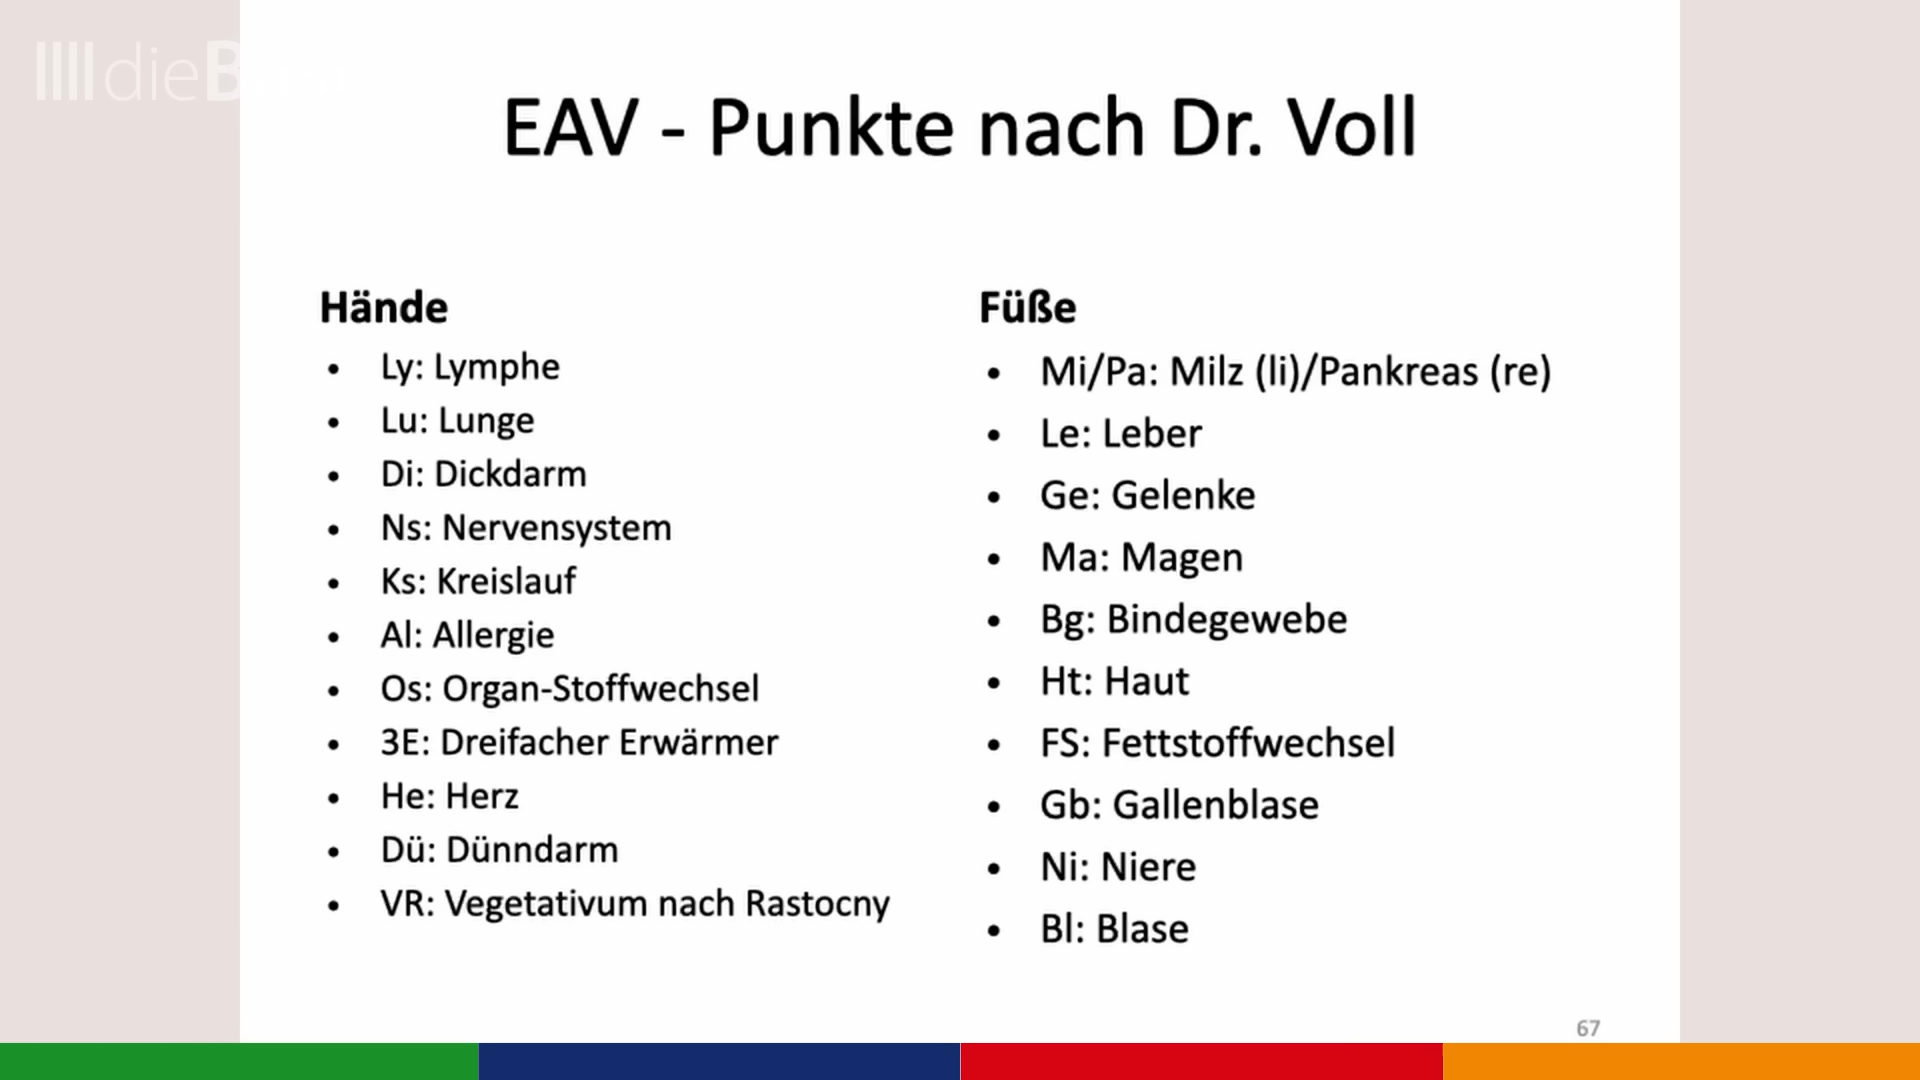 EAV - Punkte nach Dr. Voll
Hände
• Ly: Lymphe
• Lu: Lunge
• Di: Dickdarm
• Ns: Nervensystem
• Ks: Kreislauf
• Al: Allergie
• Os: Organ-Stoffwechsel
• 3E: Dreifacher Erwärmer
• He: Herz
• Dü: Dünndarm
• VR: Vegetativum nach Rastocny
Füße
• Mi/Pa: Milz (li)/Pankreas (re)
• Le: Leber
• Ge: Gelenke
• Ma: Magen
• Bg: Bindegewebe
• Ht: Haut
• FS: Fettstoffwechsel
• Gb: Gallenblase
• Ni: Niere
• Bl: Blase
67